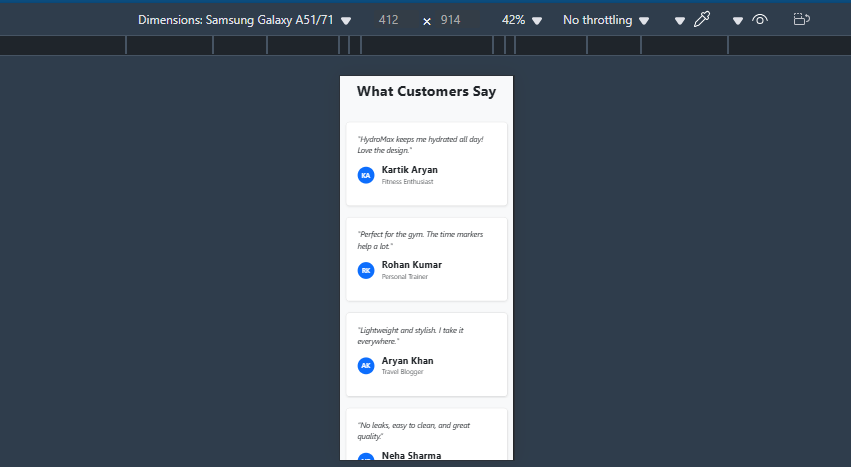 Dimensions: Samsung Galaxy A51/71 412 × 914 42% No throttling
What Customers Say
"HydroMax keeps me hydrated all day!
Love the design."
KA
Kartik Aryan
Fitness Enthusiast
"Perfect for the gym. The time markers
help a lot."
RK
Rohan Kumar
Personal Trainer
"Lightweight and stylish. I take it
everywhere."
AK
Aryan Khan
Travel Blogger
"No leaks, easy to clean, and great
quality."
Neha Sharma